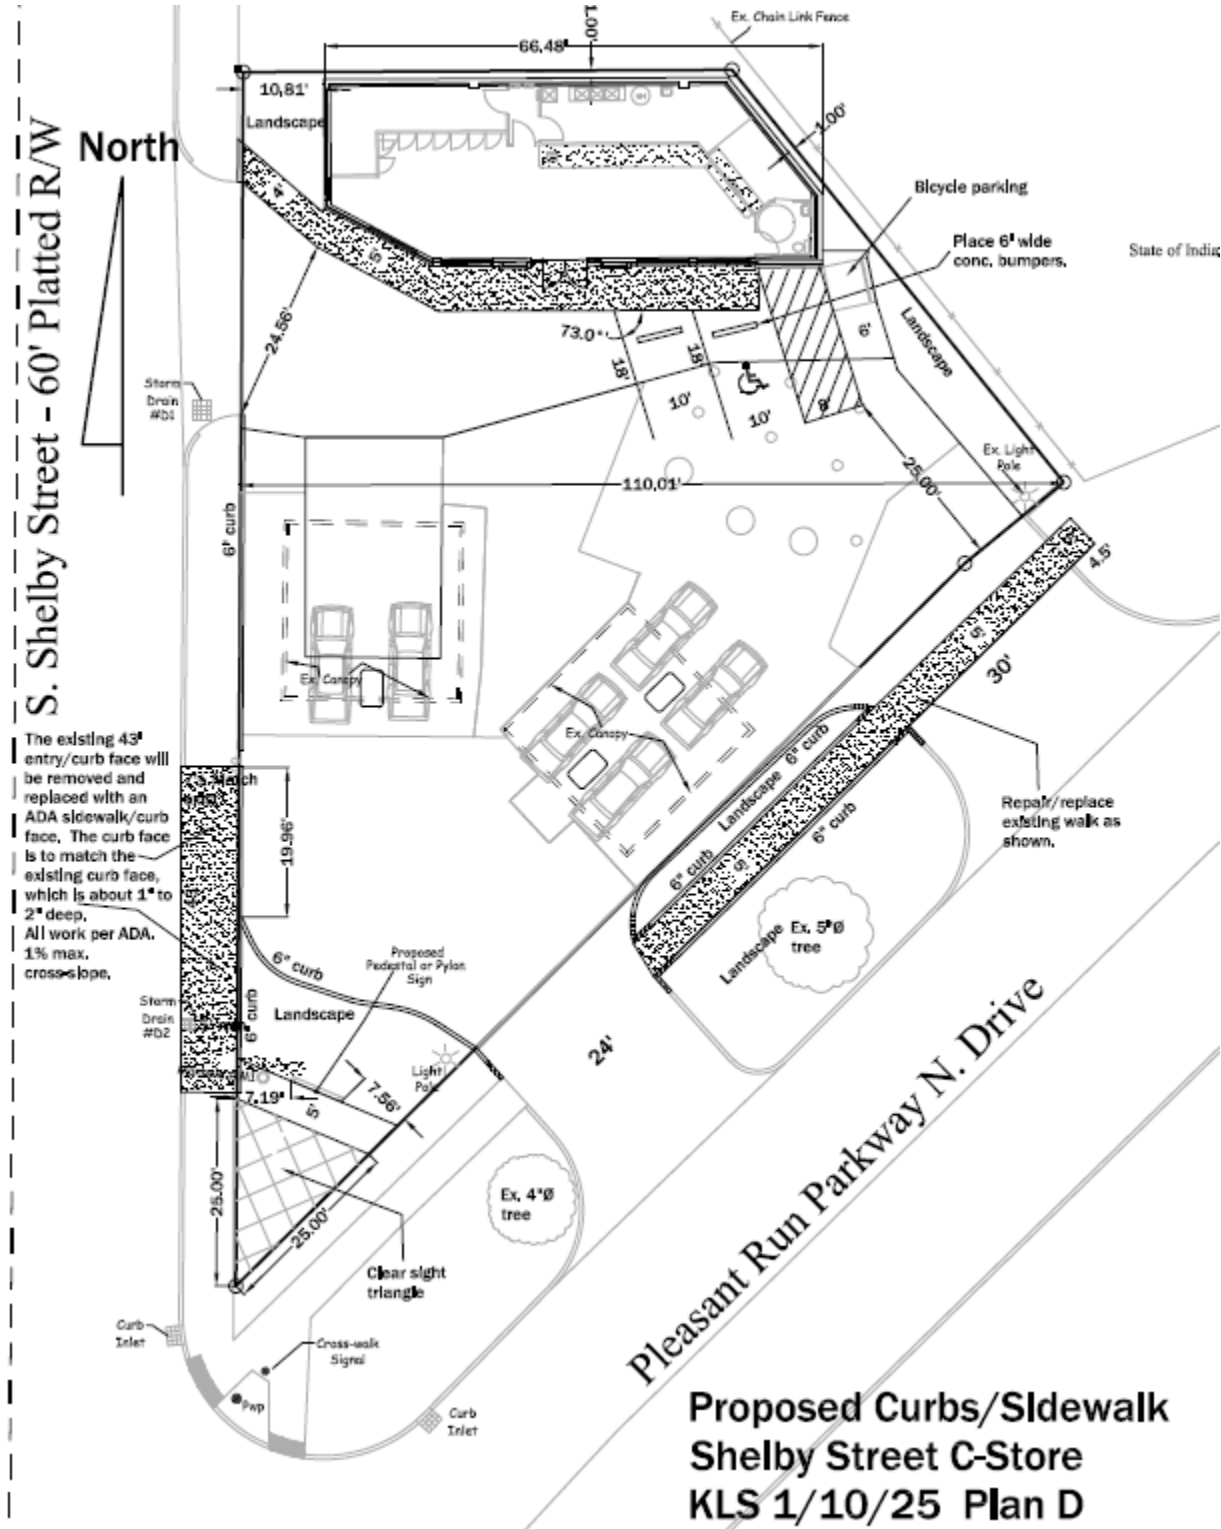 Ex. Chain Link Fence
1.00'
66.48'
10.81'
Landscape
1.00'
North
S. Shelby Street - 60' Platted R/W
4'
5'
Bicycle parking
Place 6' wide
conc. bumpers.
State of India
24.56'
73.0°
18'
18'
10'
10'
6'
8'
Landscape
Storm
Drain
#D1
Ex. Light
Pole
25.00'
110.01'
6" curb
4.5'
5'
30'
Ex. Canopy
Ex. Canopy
6" curb
Landscape
6" curb
6" curb
5'
Repair/replace
existing walk as
shown.
The existing 43'
entry/curb face will
be removed and
replaced with an
ADA sidewalk/curb
face. The curb face
is to match the
existing curb face,
which is about 1" to
2" deep.
All work per ADA.
1% max.
cross-slope.
19.96'
Ex. 5"Ø
tree
Landscape
Proposed
Pedestal or Pylon
Sign
6" curb
6" curb
Landscape
Storm
Drain
#D2
Light
Pole
24'
7.19'
5'
7.56'
25.00'
25.00'
Ex. 4"Ø
tree
Clear sight
triangle
Pleasant Run Parkway N. Drive
Curb
Inlet
Cross-walk
Signal
Pwp
Curb
Inlet
Proposed Curbs/Sidewalk
Shelby Street C-Store
KLS 1/10/25 Plan D